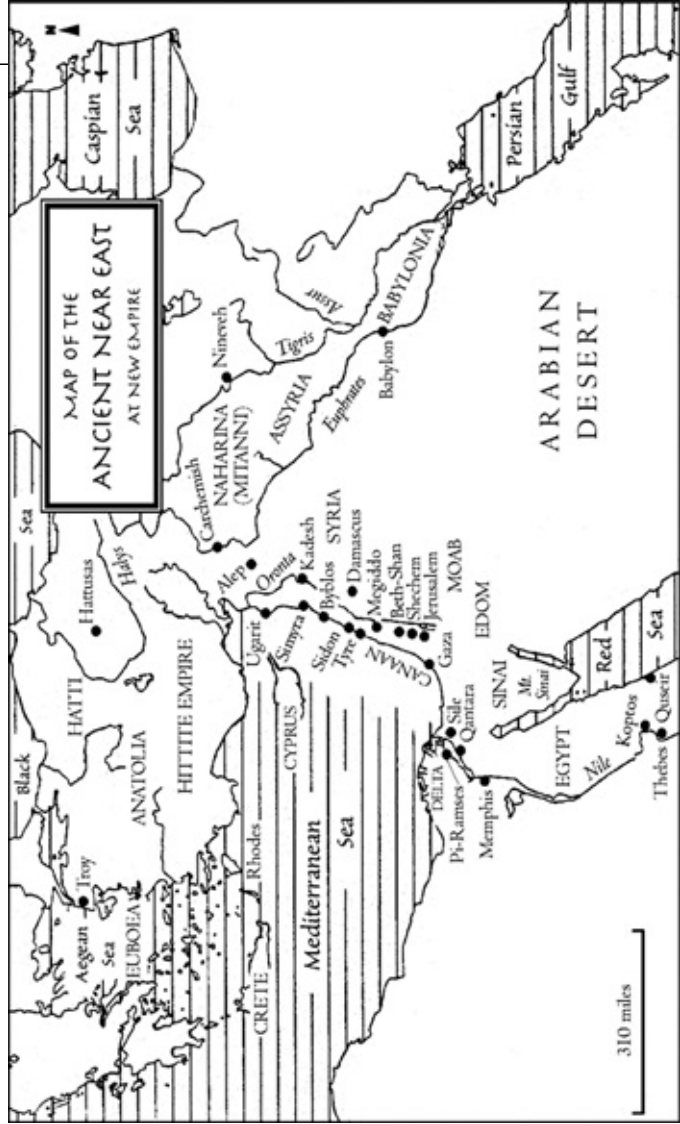 N
MAP OF THE
ANCIENT NEAR EAST
AT NEW EMPIRE
Caspian
Sea
Black
Sea
Troy
Aegean
Sea
EUBOEA
HATTI
Hattusas
Halys
ANATOLIA
HITTITE EMPIRE
Rhodes
CRETE
CYPRUS
Mediterranean
Sea
Carchemish
NAHARINA
(MITANNI)
Nineveh
Tigris
Assur
ASSYRIA
Euphrates
BABYLONIA
Babylon
Persian
Gulf
Alep
Oronta
Ugarit
Sumyra
Kadesh
SYRIA
Byblos
Damascus
Sidon
Tyre
Megiddo
Beth-Shan
Shechem
Jerusalem
CANAAN
MOAB
Gaza
EDOM
ARABIAN
DESERT
Sile
Qantara
DELTA
Pi-Ramses
Memphis
SINAI
Mt.
Sinai
EGYPT
Red
Sea
Nile
Koptos
Quseir
Thebes
310 miles